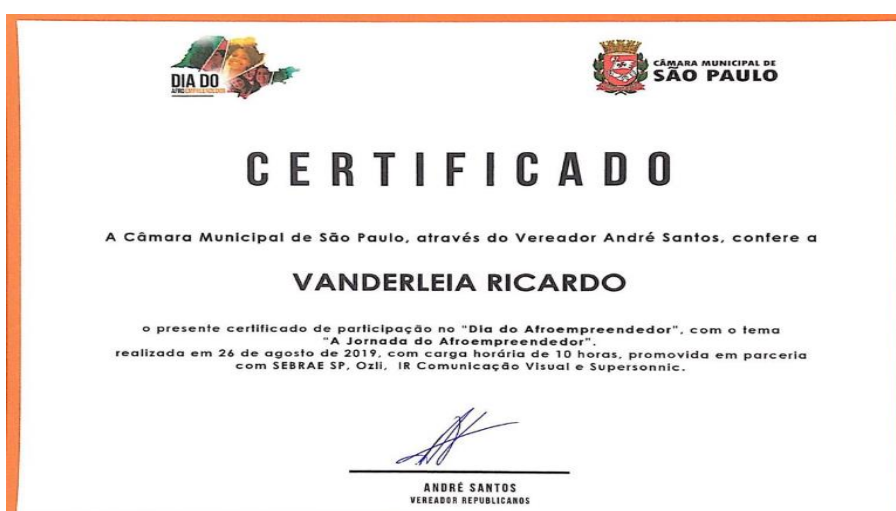 DIA DO
AFROEMPREENDEDOR
CÂMARA MUNICIPAL DE
SÃO PAULO
CERTIFICADO
A Câmara Municipal de São Paulo, através do Vereador André Santos, confere a
VANDERLEIA RICARDO
o presente certificado de participação no "Dia do Afroempreendedor", com o tema
"A Jornada do Afroempreendedor".
realizada em 26 de agosto de 2019, com carga horária de 10 horas, promovida em parceria
com SEBRAE SP, Ozli, IR Comunicação Visual e Supersonnic.
ANDRÉ SANTOS
VEREADOR REPUBLICANOS